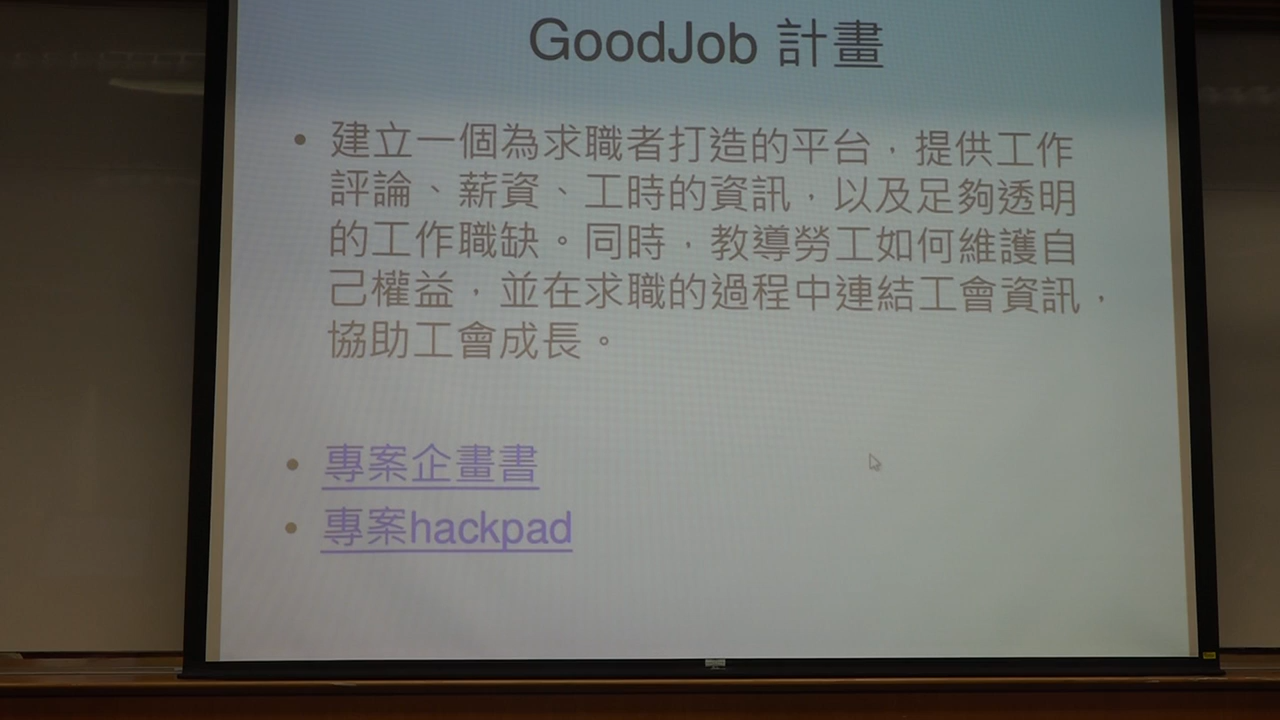 GoodJob 計畫
• 建立一個為求職者打造的平台，提供工作
評論、薪資、工時的資訊，以及足夠透明
的工作職缺。同時，教導勞工如何維護自
己權益，並在求職的過程中連結工會資訊，
協助工會成長。
• 專案企畫書
• 專案hackpad